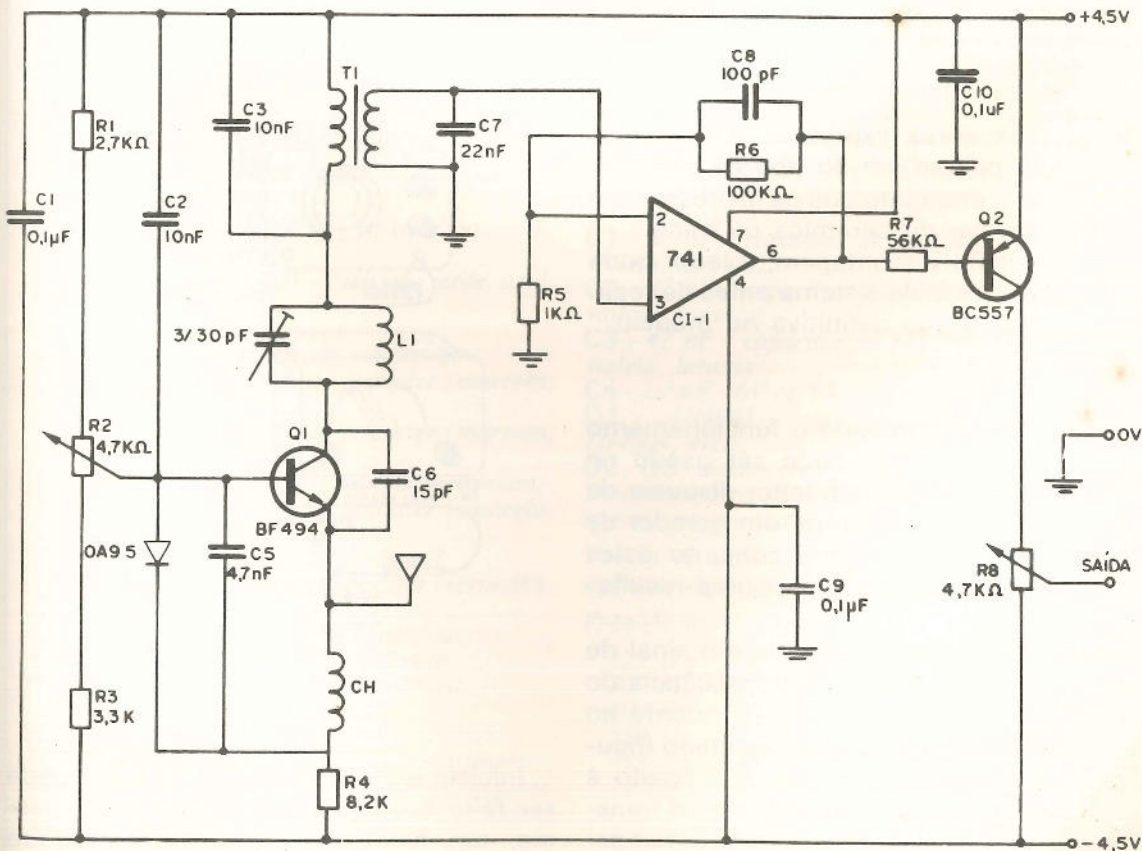 +4,5V
C8
100 pF
T1
C10
0,1uF
C3
10nF
C7
22nF
R1
2,7KΩ
R6
100KΩ
C1
0,1µF
C2
10nF
2
7
6
741
4
3
CI-1
R7
56KΩ
Q2
BC557
R5
1KΩ
3/30pF
L1
R2
4,7KΩ
Q1
C6
15pF
BF494
0V
OA95
C5
4,7nF
C9
0,1µF
R8
4,7KΩ
SAÍDA
CH
R3
3,3K
R4
8,2K
-4,5V